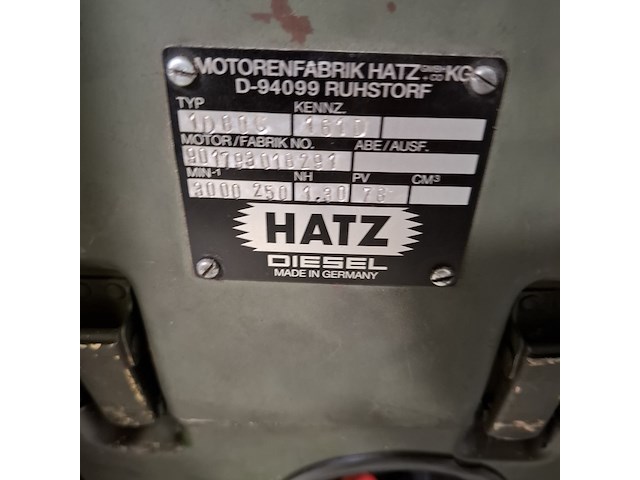 MOTORENFABRIK HATZ GMBH + CO KG
D-94099 RUHSTORF
TYP KENNZ.
161D
MOTOR/FABRIK NO. ABE/AUSF.
MIN-¹ NH PV CM³
3000 250 1.30
HATZ
DIESEL
MADE IN GERMANY